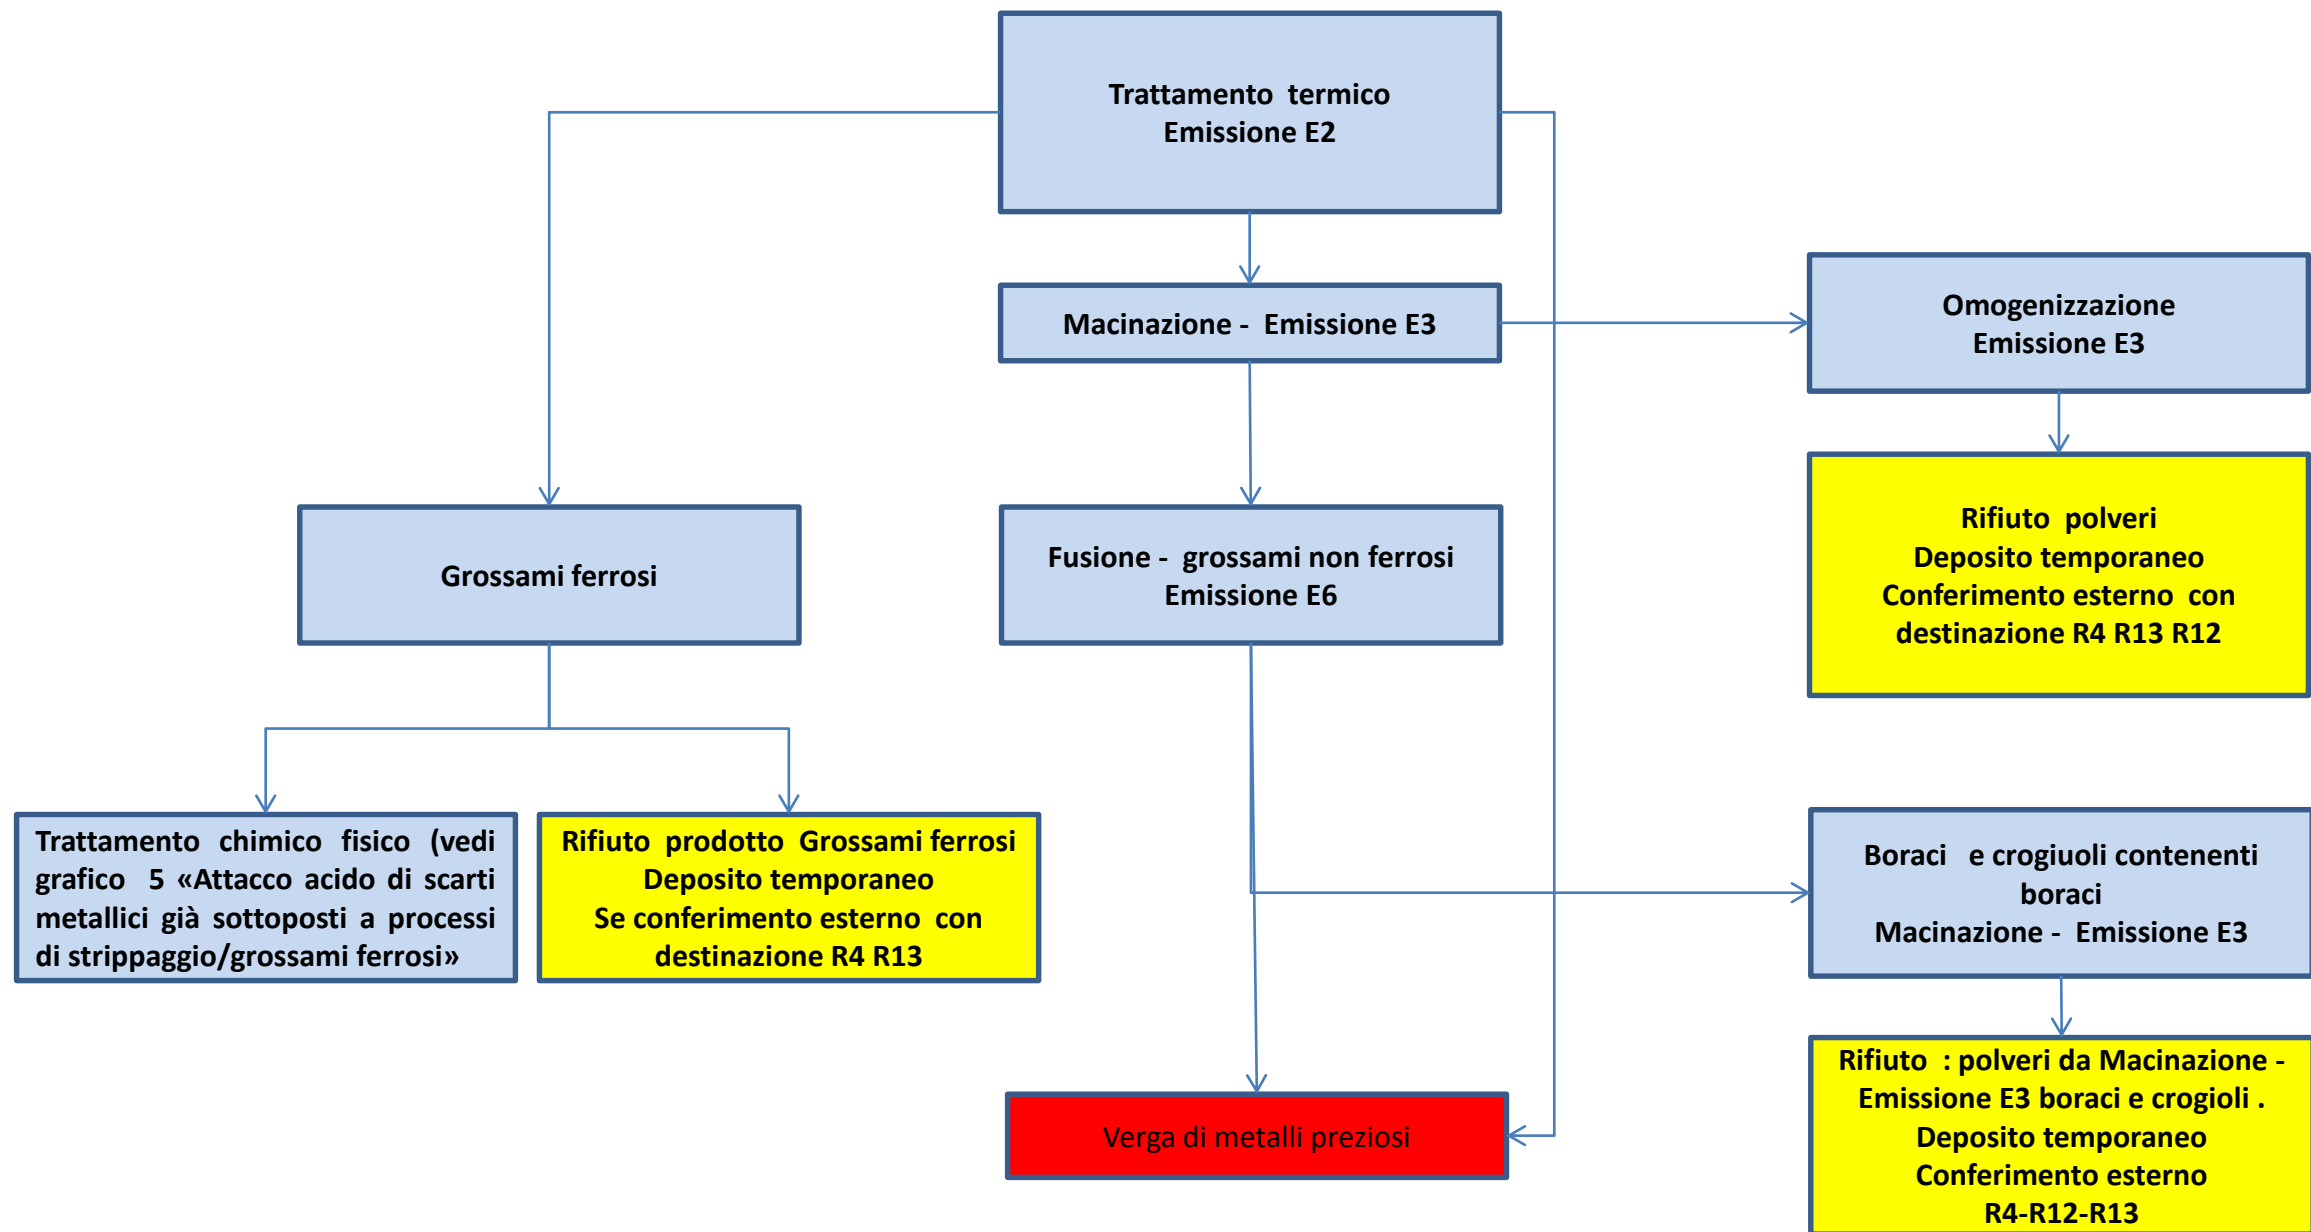 Trattamento termico
Emissione E2
Macinazione - Emissione E3
Omogenizzazione
Emissione E3
Grossami ferrosi
Fusione - grossami non ferrosi
Emissione E6
Rifiuto polveri
Deposito temporaneo
Conferimento esterno con
destinazione R4 R13 R12
Trattamento chimico fisico (vedi
grafico 5 «Attacco acido di scarti
metallici già sottoposti a processi
di strippaggio/grossami ferrosi»
Rifiuto prodotto Grossami ferrosi
Deposito temporaneo
Se conferimento esterno con
destinazione R4 R13
Boraci e crogiuoli contenenti
boraci
Macinazione - Emissione E3
Verga di metalli preziosi
Rifiuto : polveri da Macinazione -
Emissione E3 boraci e crogioli .
Deposito temporaneo
Conferimento esterno
R4-R12-R13